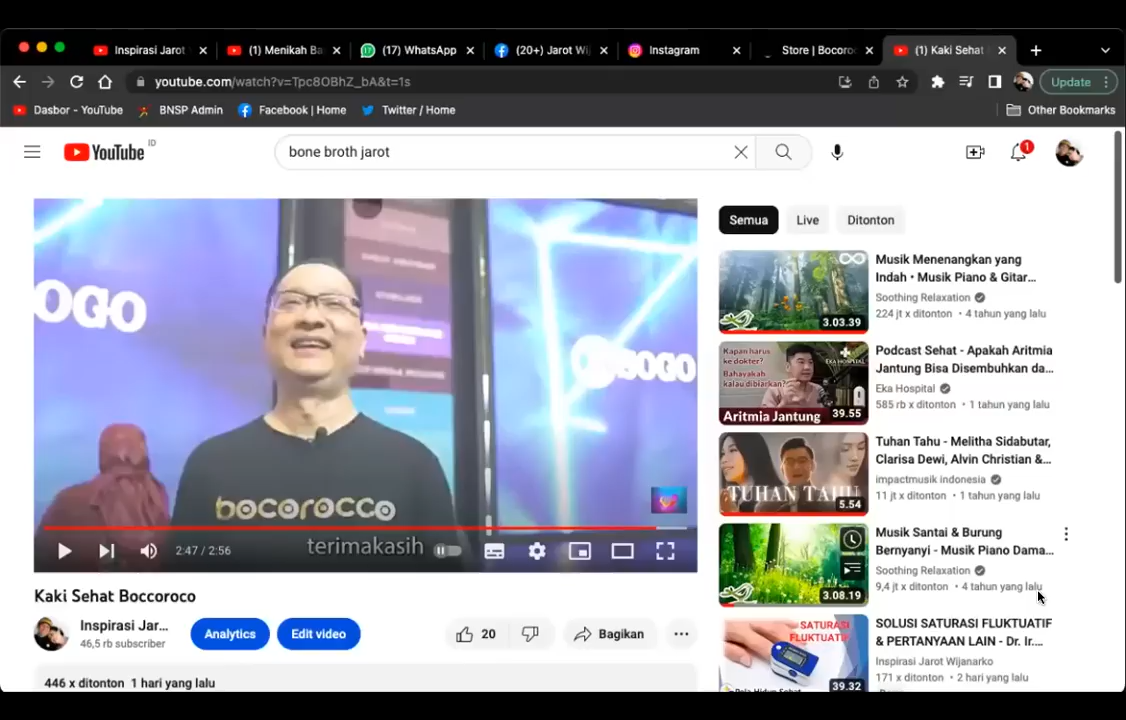 Inspirasi Jarot
(1) Menikah Ba
(17) WhatsApp
(20+) Jarot Wij
Instagram
Store | Bocoro
(1) Kaki Sehat
youtube.com/watch?v=Tpc8OBhZ_bA&t=1s
Update
Dasbor - YouTube
BNSP Admin
Facebook | Home
Twitter / Home
Other Bookmarks
YouTube ID
bone broth jarot
1
OGO
OGO
bocorocco
terimakasih
2:47 / 2:56
Kaki Sehat Boccoroco
Inspirasi Jar...
46,5 rb subscriber
Analytics
Edit video
20
Bagikan
446 x ditonton 1 hari yang lalu
Semua
Live
Ditonton
3.03.39
Musik Menenangkan yang
Indah • Musik Piano & Gitar...
Soothing Relaxation
224 jt x ditonton • 4 tahun yang lalu
Kapan harus
ke dokter?
Bahayakah
kalau dibiarkan?
EKA HOSPITAL
Aritmia Jantung
39.55
Podcast Sehat - Apakah Aritmia
Jantung Bisa Disembuhkan da...
Eka Hospital
585 rb x ditonton • 1 tahun yang lalu
TUHAN TAHU
5.54
Tuhan Tahu - Melitha Sidabutar,
Clarisa Dewi, Alvin Christian &...
impactmusik indonesia
11 jt x ditonton • 1 tahun yang lalu
3.08.19
Musik Santai & Burung
Bernyanyi - Musik Piano Dama...
Soothing Relaxation
9,4 jt x ditonton • 4 tahun yang lalu
SATURASI
FLUKTUATIF
Pola Hidup Sehat
39.32
SOLUSI SATURASI FLUKTUATIF
& PERTANYAAN LAIN - Dr. Ir....
Inspirasi Jarot Wijanarko
171 x ditonton • 2 hari yang lalu